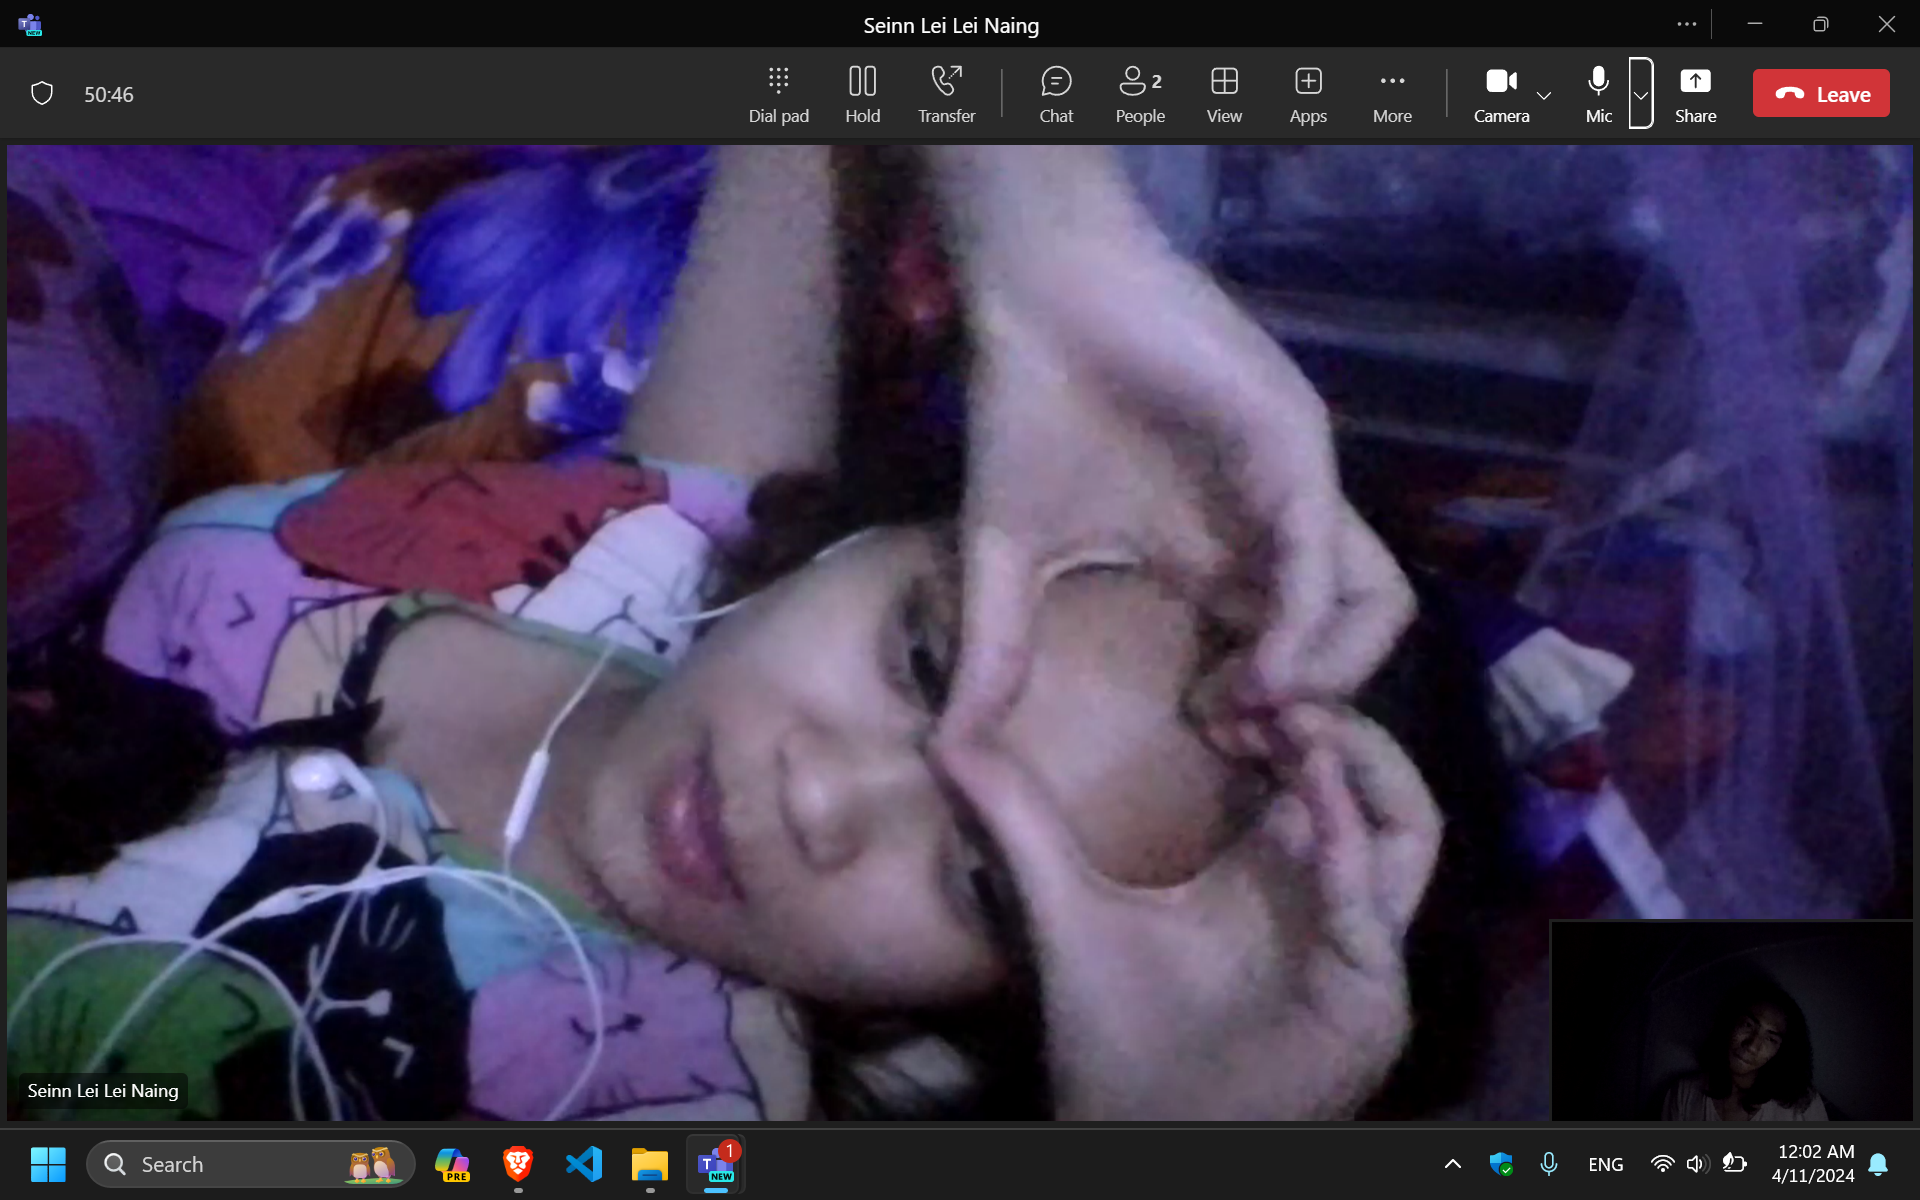 Seinn Lei Lei Naing
50:46
Dial pad
Hold
Transfer
Chat
2
People
View
Apps
More
Camera
Mic
Share
Leave
Seinn Lei Lei Naing
Search
PRE
T
NEW
1
ENG
12:02 AM
4/11/2024